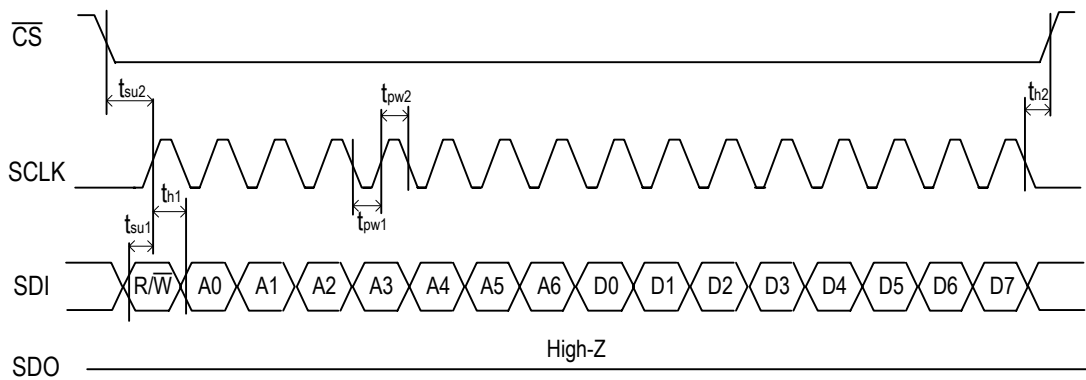 CS
tsu2
tpw2
th2
SCLK
th1
tpw1
tsu1
SDI R/W A0 A1 A2 A3 A4 A5 A6 D0 D1 D2 D3 D4 D5 D6 D7
High-Z
SDO